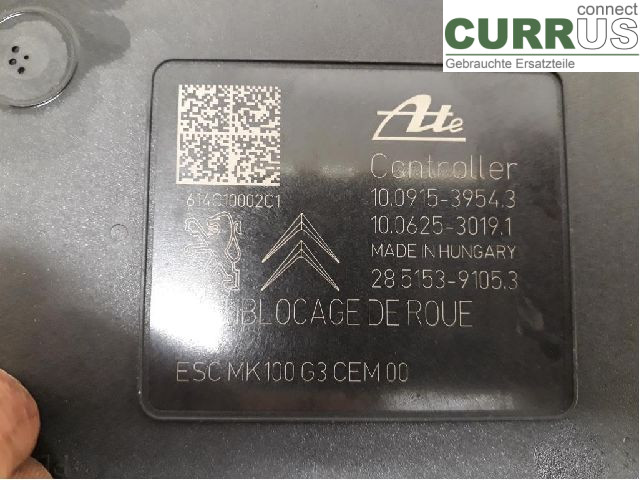 connect
CURRUS
Gebrauchte Ersatzteile
Ate
Controller
614G10002C1
10.0915-3954.3
10.0625-3019.1
MADE IN HUNGARY
28.5153-9105.3
DE ROUE
ESC MK100 G3 CEM 00